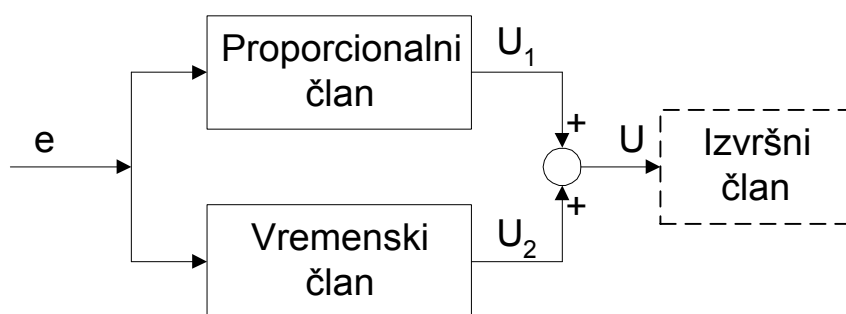 Proporcionalni
član
U₁
+
e
U
Izvršni
član
+
Vremenski
član
U₂